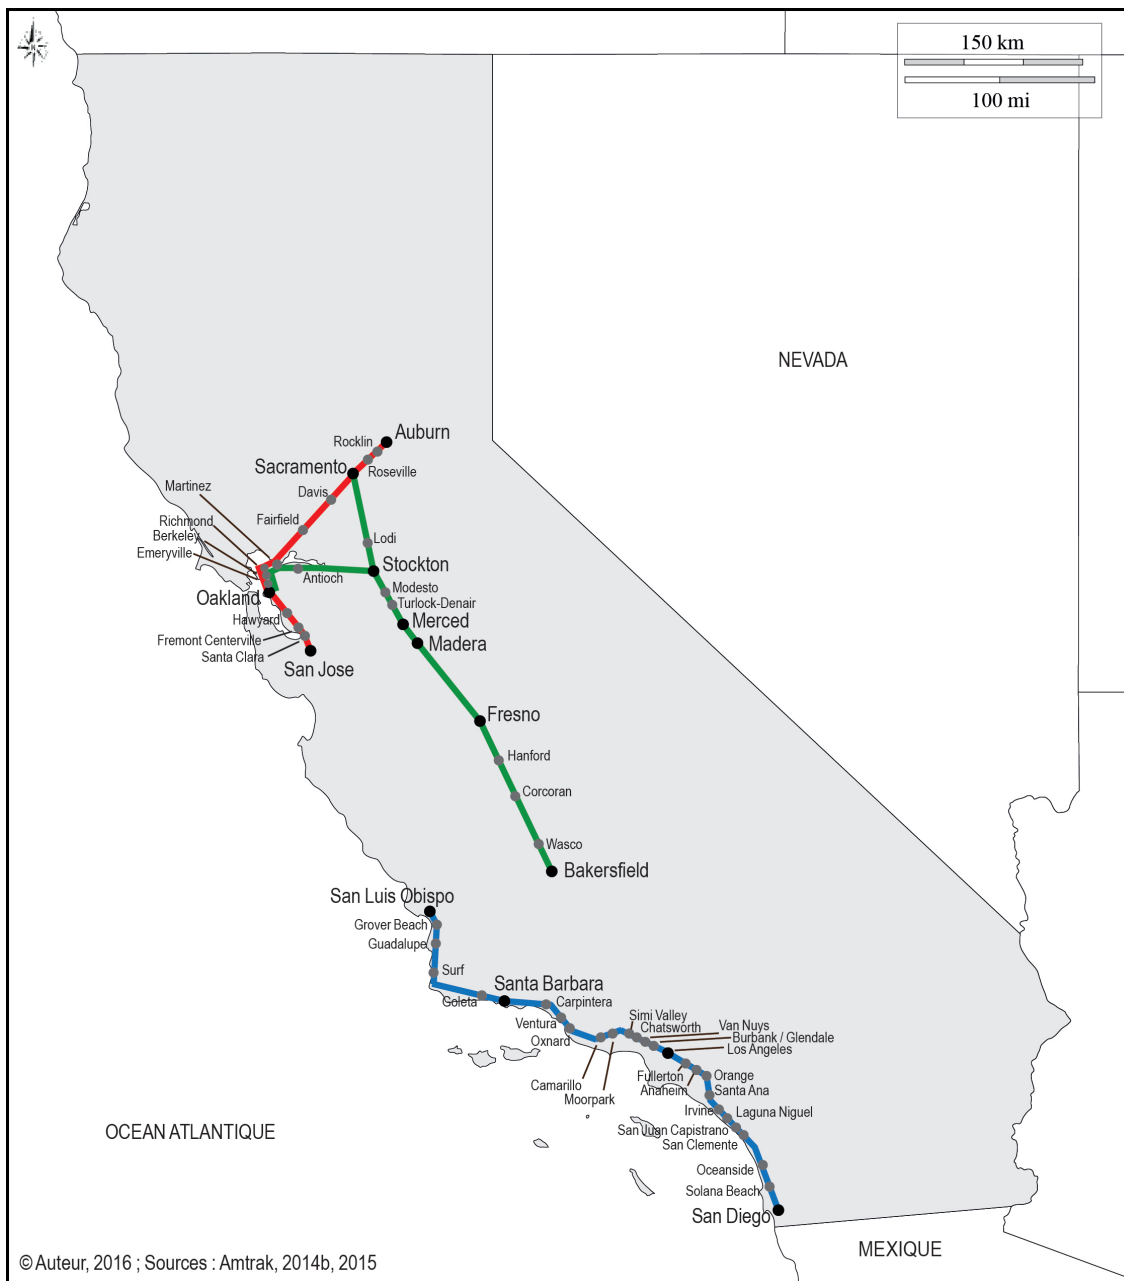 150 km
100 mi
N
NEVADA
Auburn
Rocklin
Sacramento
Roseville
Martinez
Davis
Richmond
Fairfield
Berkeley
Lodi
Emeryville
Stockton
Antioch
Modesto
Oakland
Turlock-Denair
Hawyard
Merced
Fremont Centerville
Madera
Santa Clara
San Jose
Fresno
Hanford
Corcoran
Wasco
Bakersfield
San Luis Obispo
Grover Beach
Guadalupe
Surf
Santa Barbara
Goleta
Carpintera
Simi Valley
Ventura
Chatsworth
Van Nuys
Oxnard
Burbank / Glendale
Los Angeles
Fullerton
Orange
Camarillo
Anaheim
Santa Ana
Moorpark
Irvine
Laguna Niguel
San Juan Capistrano
OCEAN ATLANTIQUE
San Clemente
Oceanside
Solana Beach
San Diego
MEXIQUE
© Auteur, 2016 ; Sources : Amtrak, 2014b, 2015